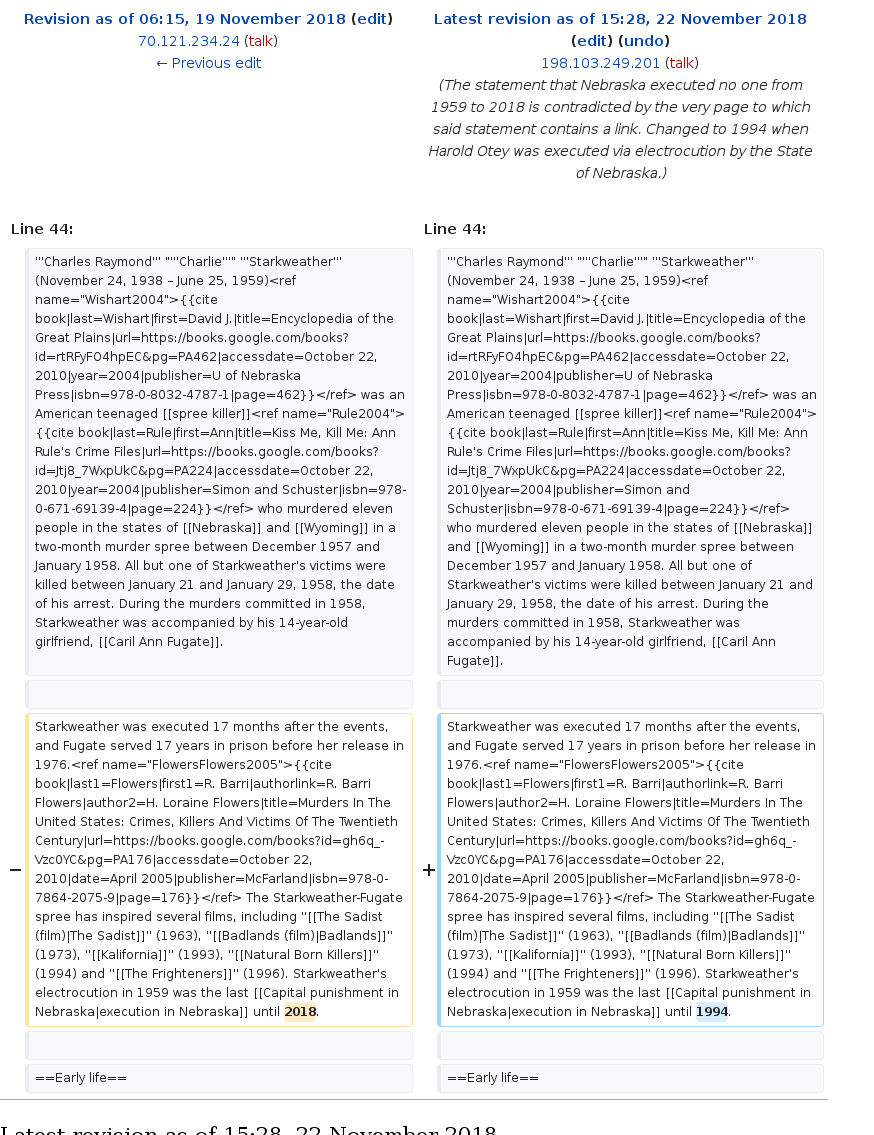 Revision as of 06:15, 19 November 2018 (edit)
70.121.234.24 (talk)
← Previous edit
Latest revision as of 15:28, 22 November 2018
(edit) (undo)
198.103.249.201 (talk)
(The statement that Nebraska executed no one from
1959 to 2018 is contradicted by the very page to which
said statement contains a link. Changed to 1994 when
Harold Otey was executed via electrocution by the State
of Nebraska.)
Line 44:
'''Charles Raymond''' "'''Charlie'''" '''Starkweather'''
(November 24, 1938 – June 25, 1959)<ref
name="Wishart2004">{{cite
book|last=Wishart|first=David J.|title=Encyclopedia of the
Great Plains|url=https://books.google.com/books?
id=rtRFyFO4hpEC&pg=PA462|accessdate=October 22,
2010|year=2004|publisher=U of Nebraska
Press|isbn=978-0-8032-4787-1|page=462}}</ref> was an
American teenaged [[spree killer]]<ref name="Rule2004">
{{cite book|last=Rule|first=Ann|title=Kiss Me, Kill Me: Ann
Rule's Crime Files|url=https://books.google.com/books?
id=Jtj8_7WxpUkC&pg=PA224|accessdate=October 22,
2010|year=2004|publisher=Simon and Schuster|isbn=978-
0-671-69139-4|page=224}}</ref> who murdered eleven
people in the states of [[Nebraska]] and [[Wyoming]] in a
two-month murder spree between December 1957 and
January 1958. All but one of Starkweather's victims were
killed between January 21 and January 29, 1958, the date
of his arrest. During the murders committed in 1958,
Starkweather was accompanied by his 14-year-old
girlfriend, [[Caril Ann Fugate]].
Line 44:
'''Charles Raymond''' "'''Charlie'''" '''Starkweather'''
(November 24, 1938 – June 25, 1959)<ref
name="Wishart2004">{{cite
book|last=Wishart|first=David J.|title=Encyclopedia of the
Great Plains|url=https://books.google.com/books?
id=rtRFyFO4hpEC&pg=PA462|accessdate=October 22,
2010|year=2004|publisher=U of Nebraska
Press|isbn=978-0-8032-4787-1|page=462}}</ref> was an
American teenaged [[spree killer]]<ref name="Rule2004">
{{cite book|last=Rule|first=Ann|title=Kiss Me, Kill Me: Ann
Rule's Crime Files|url=https://books.google.com/books?
id=Jtj8_7WxpUkC&pg=PA224|accessdate=October 22,
2010|year=2004|publisher=Simon and
Schuster|isbn=978-0-671-69139-4|page=224}}</ref>
who murdered eleven people in the states of [[Nebraska]]
and [[Wyoming]] in a two-month murder spree between
December 1957 and January 1958. All but one of
Starkweather's victims were killed between January 21 and
January 29, 1958, the date of his arrest. During the
murders committed in 1958, Starkweather was
accompanied by his 14-year-old girlfriend, [[Caril Ann
Fugate]].
−
Starkweather was executed 17 months after the events,
and Fugate served 17 years in prison before her release in
1976.<ref name="FlowersFlowers2005">{{cite
book|last1=Flowers|first1=R. Barri|authorlink=R. Barri
Flowers|author2=H. Loraine Flowers|title=Murders In The
United States: Crimes, Killers And Victims Of The Twentieth
Century|url=https://books.google.com/books?id=gh6q_-
Vzc0YC&pg=PA176|accessdate=October 22,
2010|date=April 2005|publisher=McFarland|isbn=978-0-
7864-2075-9|page=176}}</ref> The Starkweather-Fugate
spree has inspired several films, including ''[[The Sadist
(film)|The Sadist]]'' (1963), ''[[Badlands (film)|Badlands]]''
(1973), ''[[Kalifornia]]'' (1993), ''[[Natural Born Killers]]''
(1994) and ''[[The Frighteners]]'' (1996). Starkweather's
electrocution in 1959 was the last [[Capital punishment in
Nebraska|execution in Nebraska]] until 2018.
+
Starkweather was executed 17 months after the events,
and Fugate served 17 years in prison before her release in
1976.<ref name="FlowersFlowers2005">{{cite
book|last1=Flowers|first1=R. Barri|authorlink=R. Barri
Flowers|author2=H. Loraine Flowers|title=Murders In The
United States: Crimes, Killers And Victims Of The Twentieth
Century|url=https://books.google.com/books?id=gh6q_-
Vzc0YC&pg=PA176|accessdate=October 22,
2010|date=April 2005|publisher=McFarland|isbn=978-0-
7864-2075-9|page=176}}</ref> The Starkweather-Fugate
spree has inspired several films, including ''[[The Sadist
(film)|The Sadist]]'' (1963), ''[[Badlands (film)|Badlands]]''
(1973), ''[[Kalifornia]]'' (1993), ''[[Natural Born Killers]]''
(1994) and ''[[The Frighteners]]'' (1996). Starkweather's
electrocution in 1959 was the last [[Capital punishment in
Nebraska|execution in Nebraska]] until 1994.
==Early life==
==Early life==
Latest revision as of 15:28, 22 November 2018